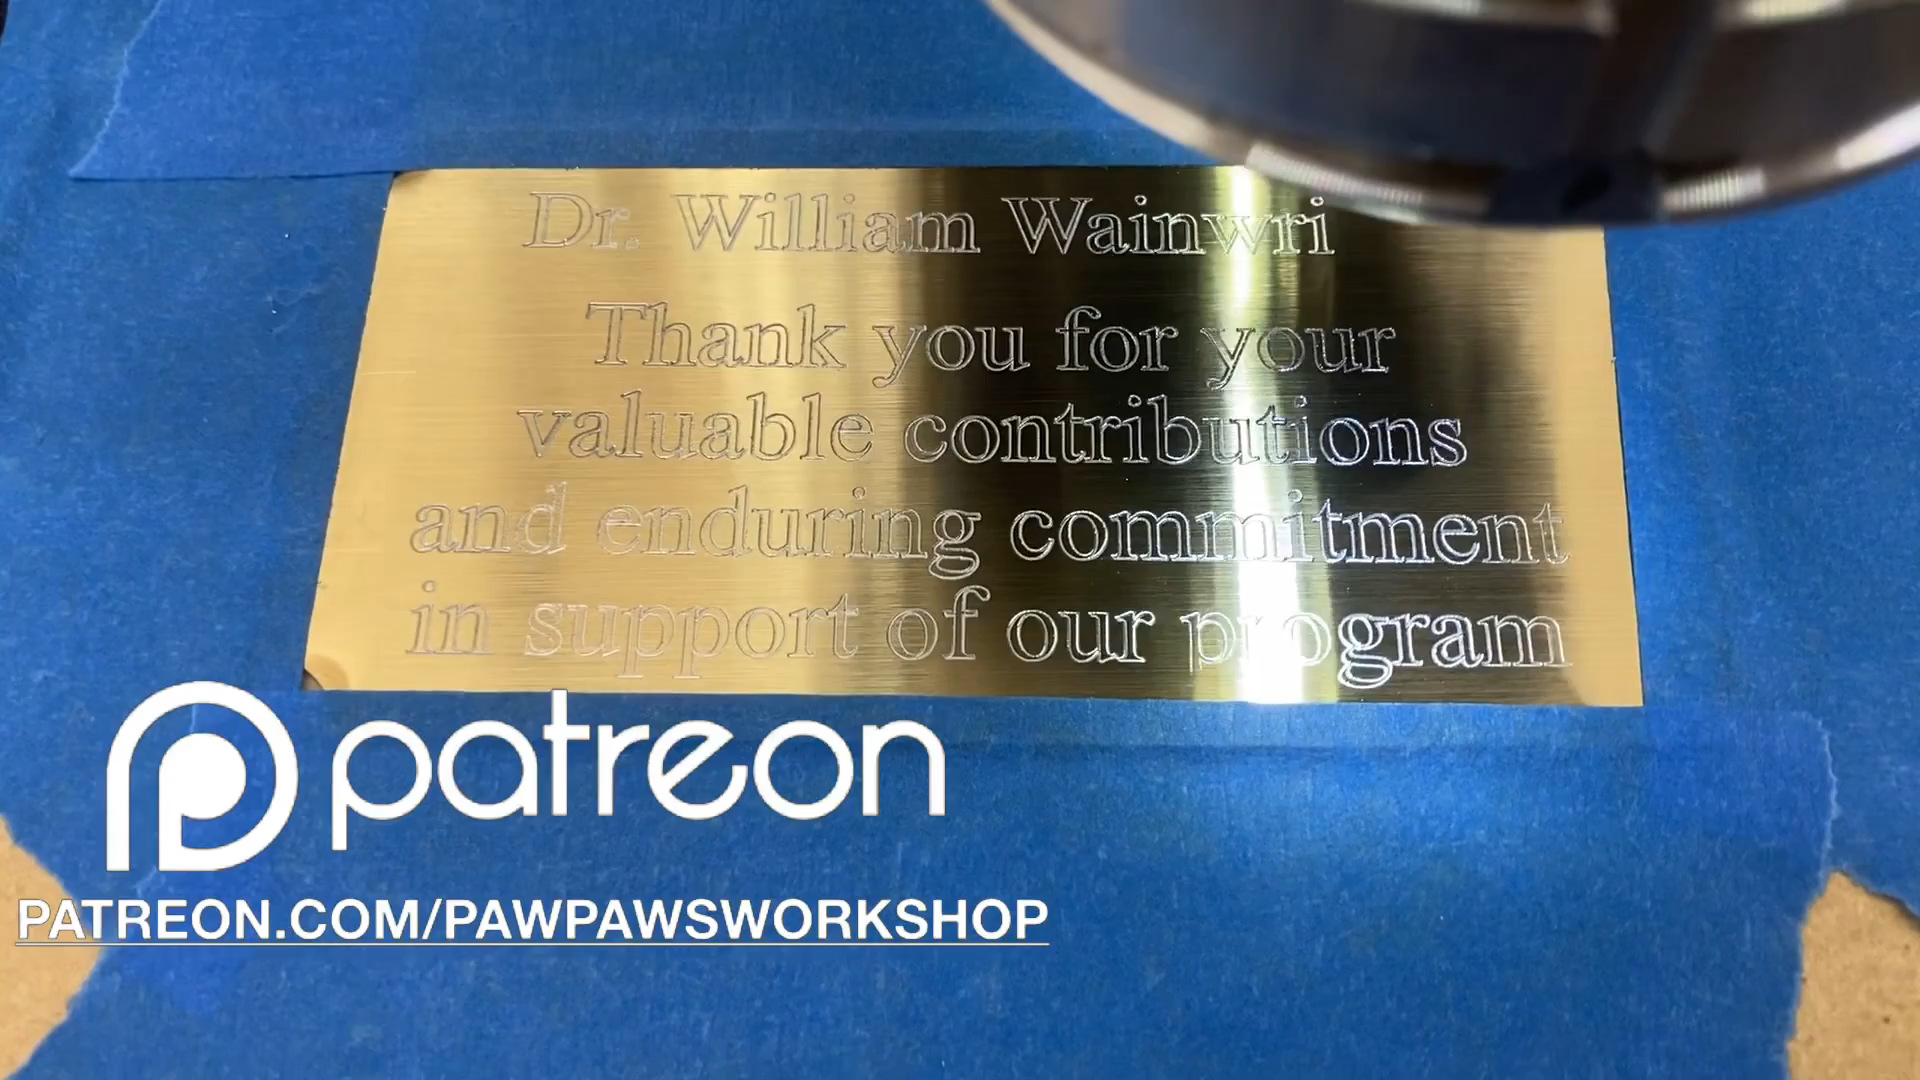 Dr. William Wainwri
Thank you for your
valuable contributions
and enduring commitment
in support of our program
patreon
PATREON.COM/PAWPAWSWORKSHOP